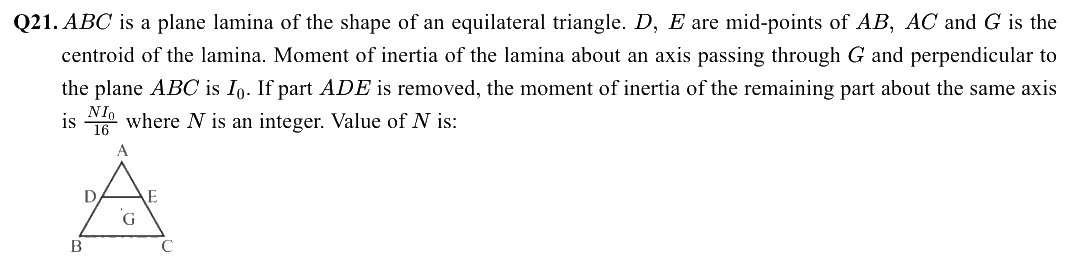 Q21. ABC is a plane lamina of the shape of an equilateral triangle. D, E are mid-points of AB, AC and G is the
centroid of the lamina. Moment of inertia of the lamina about an axis passing through G and perpendicular to
the plane ABC is I₀. If part ADE is removed, the moment of inertia of the remaining part about the same axis
is NI₀/16 where N is an integer. Value of N is:
A
D E
G
B C